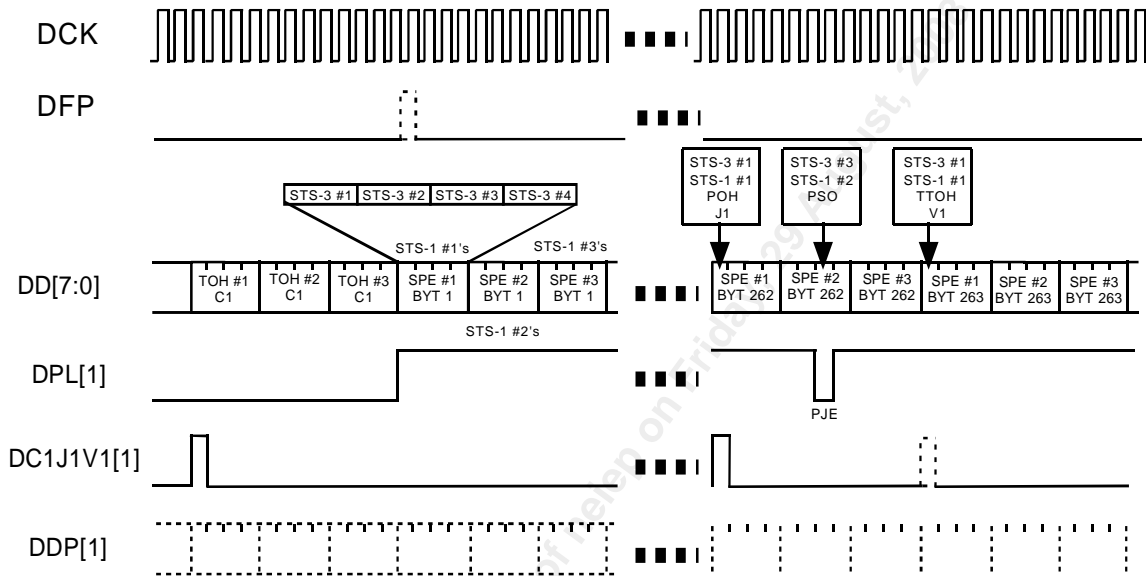 DCK
DFP
STS-3 #1 STS-3 #3 STS-3 #1
STS-1 #1 STS-1 #2 STS-1 #1
POH PSO TTOH
J1 V1
STS-3 #1 STS-3 #2 STS-3 #3 STS-3 #4
STS-1 #1's STS-1 #3's
DD[7:0]
TOH #1 TOH #2 TOH #3 SPE #1 SPE #2 SPE #3 SPE #1 SPE #2 SPE #3 SPE #1 SPE #2 SPE #3
C1 C1 C1 BYT 1 BYT 1 BYT 1 BYT 262 BYT 262 BYT 262 BYT 263 BYT 263 BYT 263
STS-1 #2's
DPL[1]
PJE
DC1J1V1[1]
DDP[1]
on Friday, 29 August, 200